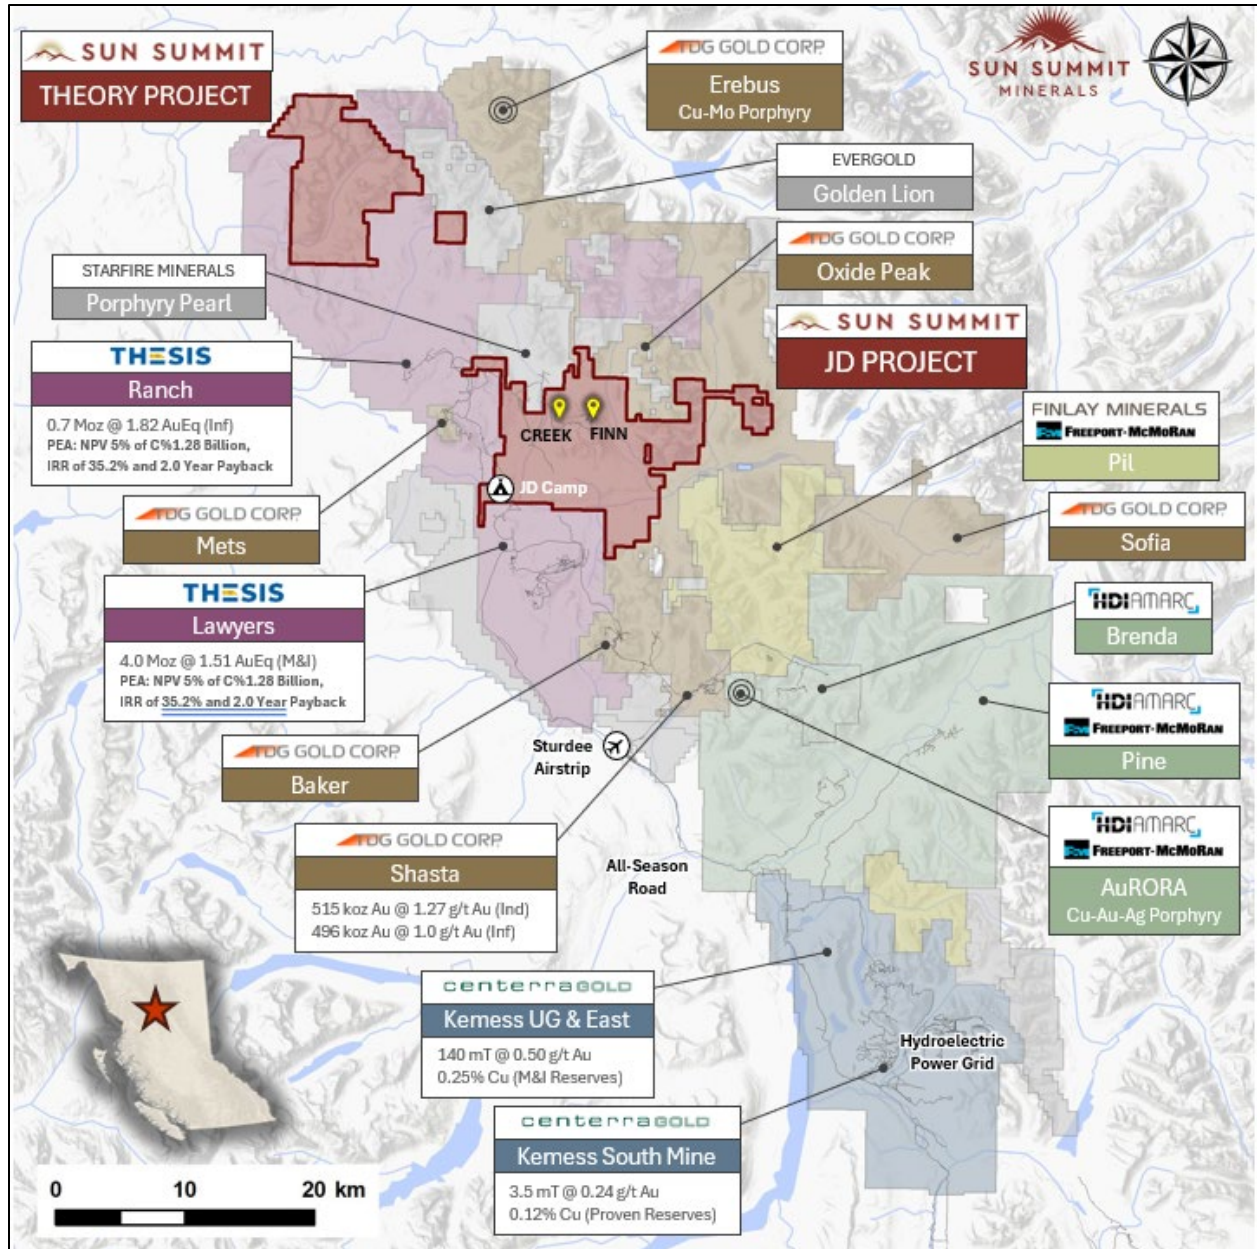 SUN SUMMIT
THEORY PROJECT
TDG GOLD CORP.
Erebus
Cu-Mo Porphyry
SUN SUMMIT
MINERALS
EVERGOLD
Golden Lion
TDG GOLD CORP.
Oxide Peak
STARFIRE MINERALS
Porphyry Pearl
SUN SUMMIT
JD PROJECT
THESIS
Ranch
0.7 Moz @ 1.82 AuEq (Inf)
PEA: NPV 5% of C%1.28 Billion,
IRR of 35.2% and 2.0 Year Payback
CREEK
FINN
FINLAY MINERALS
FREEPORT-McMoRAN
Pil
JD Camp
TDG GOLD CORP.
Mets
TDG GOLD CORP.
Sofia
THESIS
Lawyers
4.0 Moz @ 1.51 AuEq (M&I)
PEA: NPV 5% of C%1.28 Billion,
IRR of 35.2% and 2.0 Year Payback
HDI AMARC
Brenda
HDI AMARC
FREEPORT-McMoRAN
Pine
TDG GOLD CORP.
Baker
Sturdee
Airstrip
HDI AMARC
FREEPORT-McMoRAN
AuRORA
Cu-Au-Ag Porphyry
TDG GOLD CORP.
Shasta
515 koz Au @ 1.27 g/t Au (Ind)
496 koz Au @ 1.0 g/t Au (Inf)
All-Season
Road
centerraGOLD
Kemess UG & East
140 mT @ 0.50 g/t Au
0.25% Cu (M&I Reserves)
Hydroelectric
Power Grid
centerraGOLD
Kemess South Mine
3.5 mT @ 0.24 g/t Au
0.12% Cu (Proven Reserves)
0 10 20 km